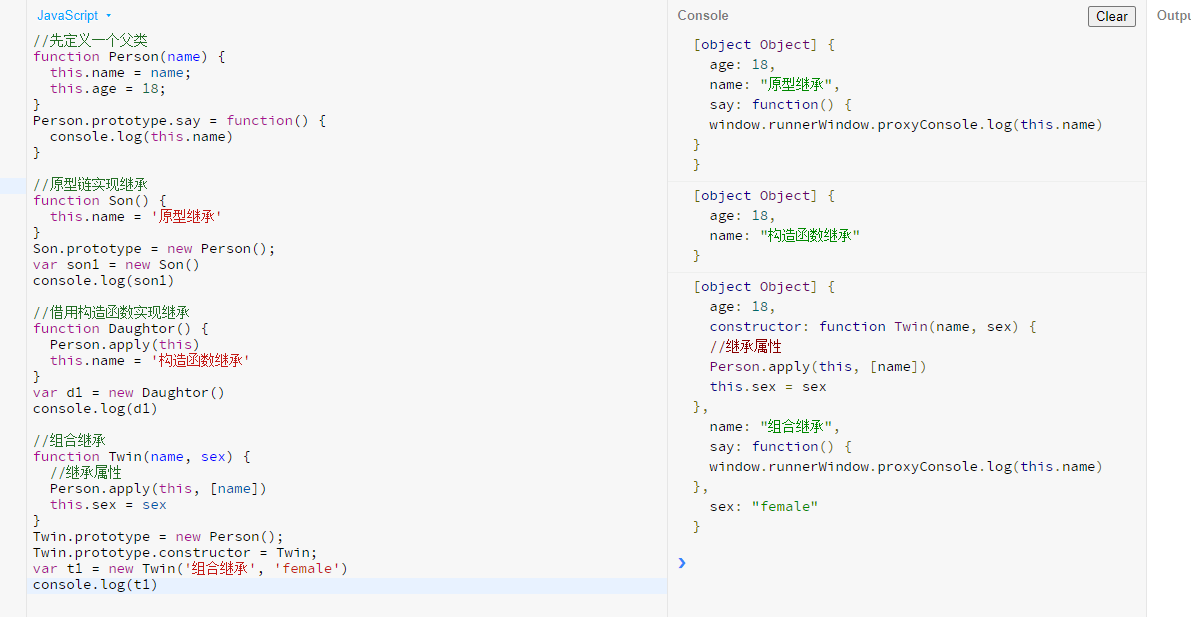 JavaScript
//先定义一个父类
function Person(name) {
  this.name = name;
  this.age = 18;
}
Person.prototype.say = function() {
  console.log(this.name)
}

//原型链实现继承
function Son() {
  this.name = '原型继承'
}
Son.prototype = new Person();
var son1 = new Son()
console.log(son1)

//借用构造函数实现继承
function Daughtor() {
  Person.apply(this)
  this.name = '构造函数继承'
}
var d1 = new Daughtor()
console.log(d1)

//组合继承
function Twin(name, sex) {
  //继承属性
  Person.apply(this, [name])
  this.sex = sex
}
Twin.prototype = new Person();
Twin.prototype.constructor = Twin;
var t1 = new Twin('组合继承', 'female')
console.log(t1)
Console
Clear
[object Object] {
  age: 18,
  name: "原型继承",
  say: function() {
  window.runnerWindow.proxyConsole.log(this.name)
}
}
[object Object] {
  age: 18,
  name: "构造函数继承"
}
[object Object] {
  age: 18,
  constructor: function Twin(name, sex) {
  //继承属性
  Person.apply(this, [name])
  this.sex = sex
},
  name: "组合继承",
  say: function() {
  window.runnerWindow.proxyConsole.log(this.name)
},
  sex: "female"
}
Outpu